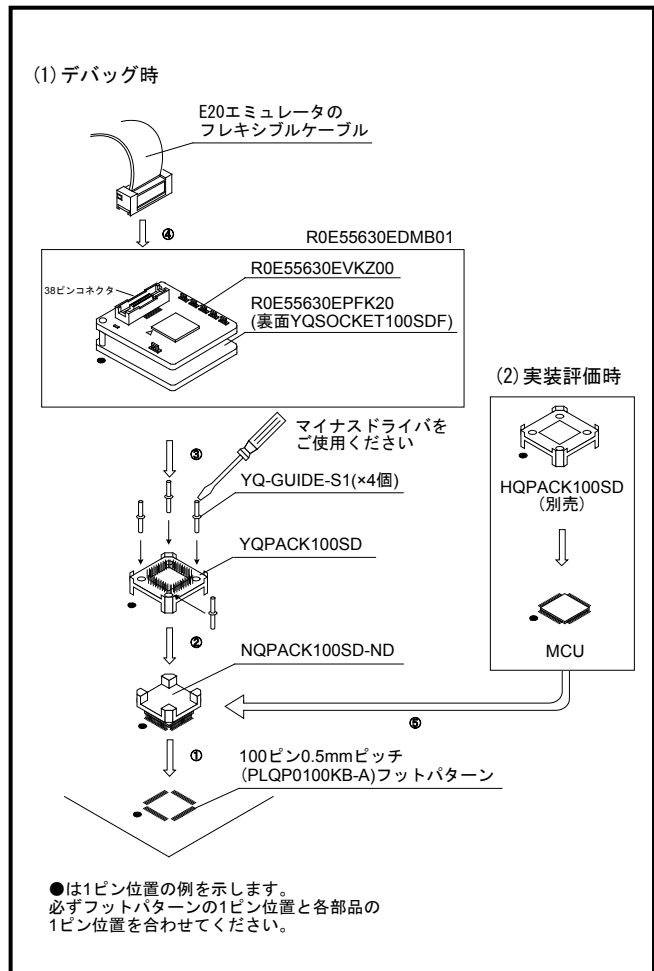 (1)デバッグ時
E20エミュレータの
フレキシブルケーブル
④
R0E55630EDMB01
38ピンコネクタ
R0E55630EVKZ00
R0E55630EPFK20
(裏面YQSOCKET100SDF)
③
マイナスドライバを
ご使用ください
YQ-GUIDE-S1(×4個)
YQPACK100SD
②
NQPACK100SD-ND
①
100ピン0.5mmピッチ
(PLQP0100KB-A)フットパターン
(2)実装評価時
HQPACK100SD
(別売)
MCU
⑤
●は1ピン位置の例を示します。
必ずフットパターンの1ピン位置と各部品の
1ピン位置を合わせてください。